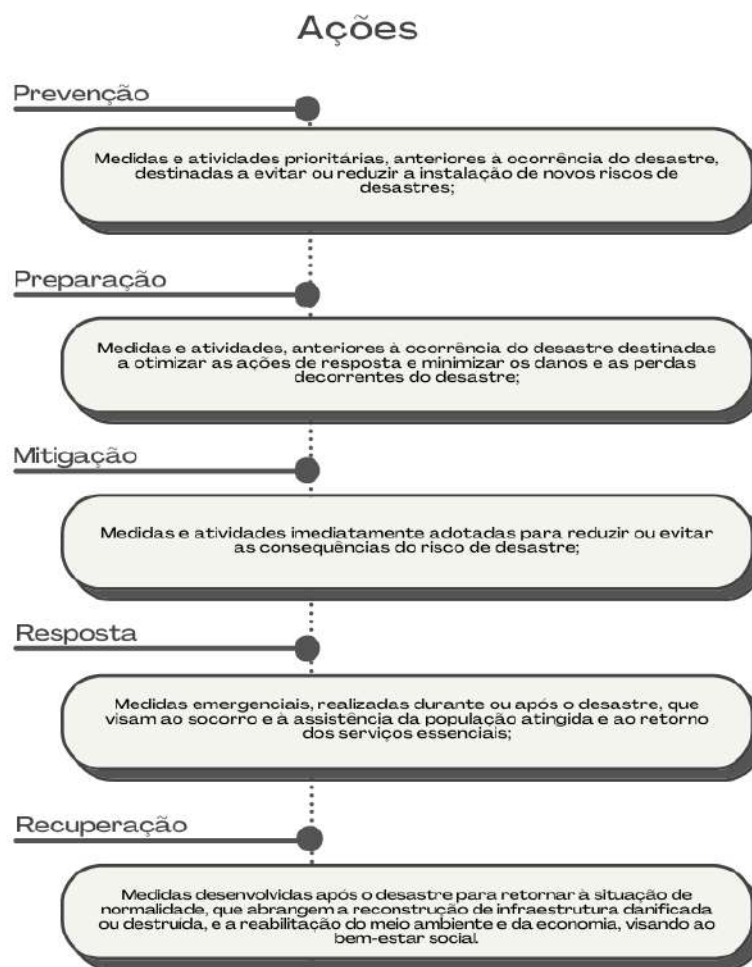 Ações
Prevenção
Medidas e atividades prioritárias, anteriores à ocorrência do desastre,
destinadas a evitar ou reduzir a instalação de novos riscos de
desastres;
Preparação
Medidas e atividades, anteriores à ocorrência do desastre destinadas
a otimizar as ações de resposta e minimizar os danos e as perdas
decorrentes do desastre;
Mitigação
Medidas e atividades imediatamente adotadas para reduzir ou evitar
as consequências do risco de desastre;
Resposta
Medidas emergenciais, realizadas durante ou após o desastre, que
visam ao socorro e à assistência da população atingida e ao retorno
dos serviços essenciais;
Recuperação
Medidas desenvolvidas após o desastre para retornar à situação de
normalidade, que abrangem a reconstrução de infraestrutura danificada
ou destruída, e a reabilitação do meio ambiente e da economia, visando ao
bem-estar social.